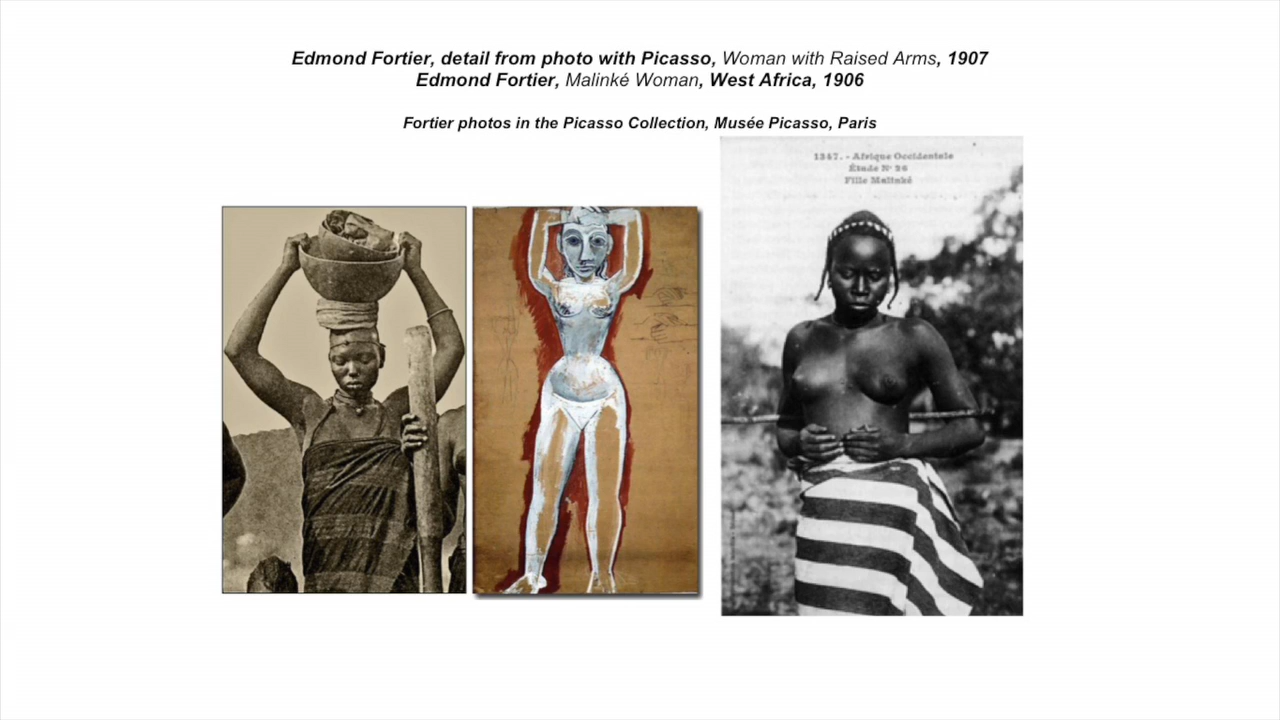 Edmond Fortier, detail from photo with Picasso, Woman with Raised Arms, 1907
Edmond Fortier, Malinké Woman, West Africa, 1906
Fortier photos in the Picasso Collection, Musée Picasso, Paris
1347. - Afrique Occidentale
Étude N° 26
Fille Malinké